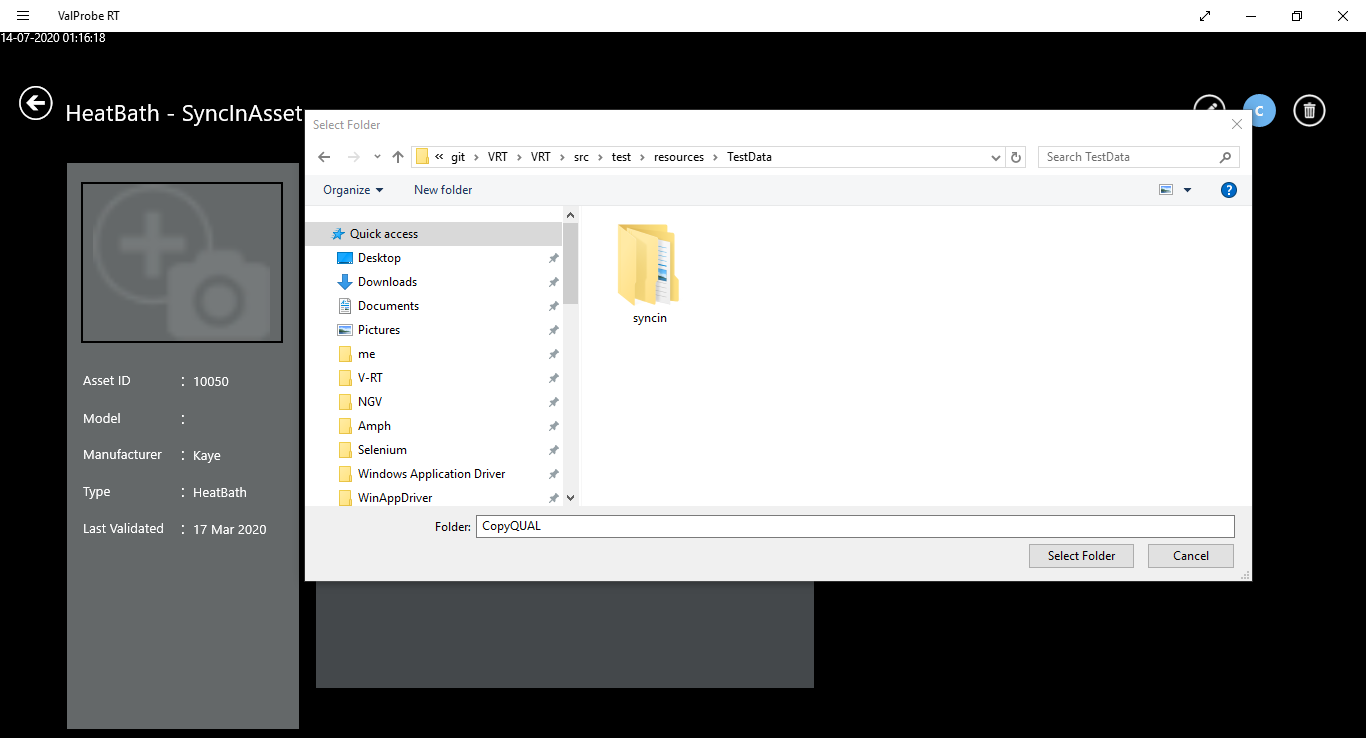 ValProbe RT
14-07-2020 01:16:18
HeatBath - SyncInAsset
C
Select Folder
« git › VRT › VRT › src › test › resources › TestData
Search TestData
Organize
New folder
?
Quick access
Desktop
Downloads
Documents
Pictures
me
V-RT
NGV
Amph
Selenium
Windows Application Driver
WinAppDriver
syncin
Folder: CopyQUAL
Select Folder
Cancel
Asset ID : 10050
Model :
Manufacturer : Kaye
Type : HeatBath
Last Validated : 17 Mar 2020